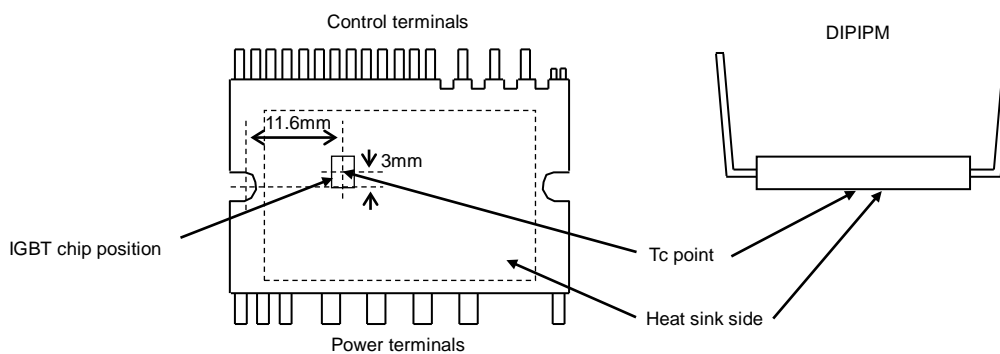 Control terminals
DIPIPM
11.6mm
3mm
IGBT chip position
Tc point
Heat sink side
Power terminals